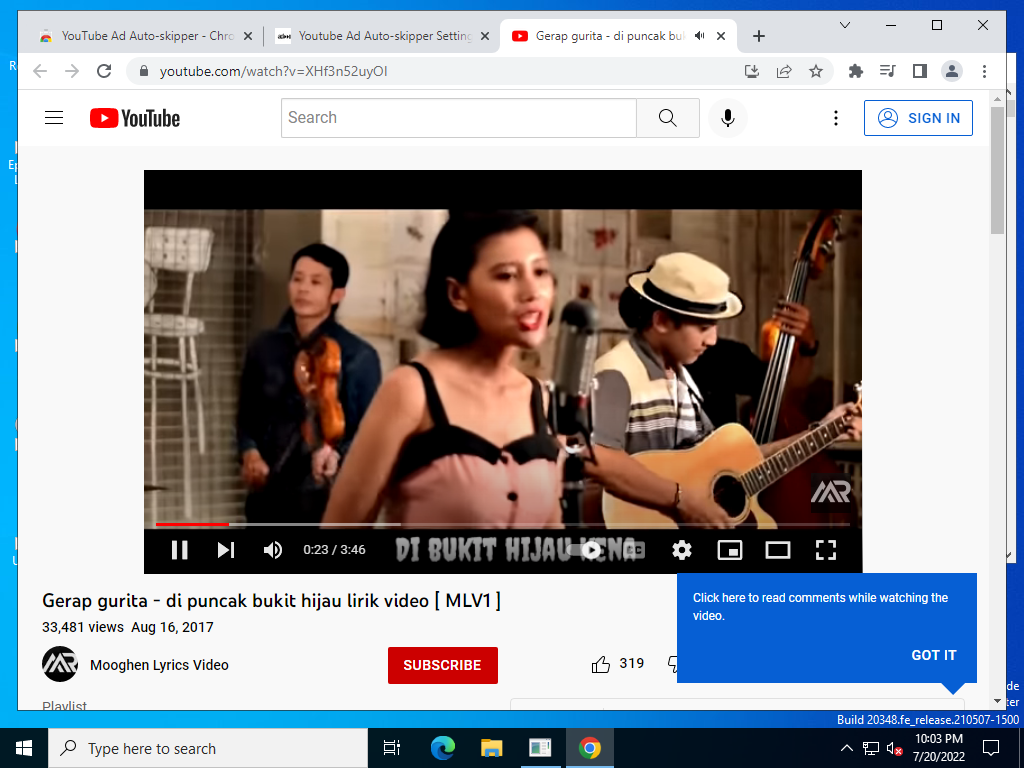 YouTube Ad Auto-skipper - Chro
Youtube Ad Auto-skipper Setting
Gerap gurita - di puncak buk
youtube.com/watch?v=XHf3n52uyOI
YouTube
Search
SIGN IN
MR
0:23 / 3:46
DI BUKIT HIJAU KENA
Gerap gurita - di puncak bukit hijau lirik video [ MLV1 ]
33,481 views Aug 16, 2017
Click here to read comments while watching the
video.
GOT IT
Mooghen Lyrics Video
SUBSCRIBE
319
Playlist
Build 20348.fe_release.210507-1500
Type here to search
10:03 PM
7/20/2022